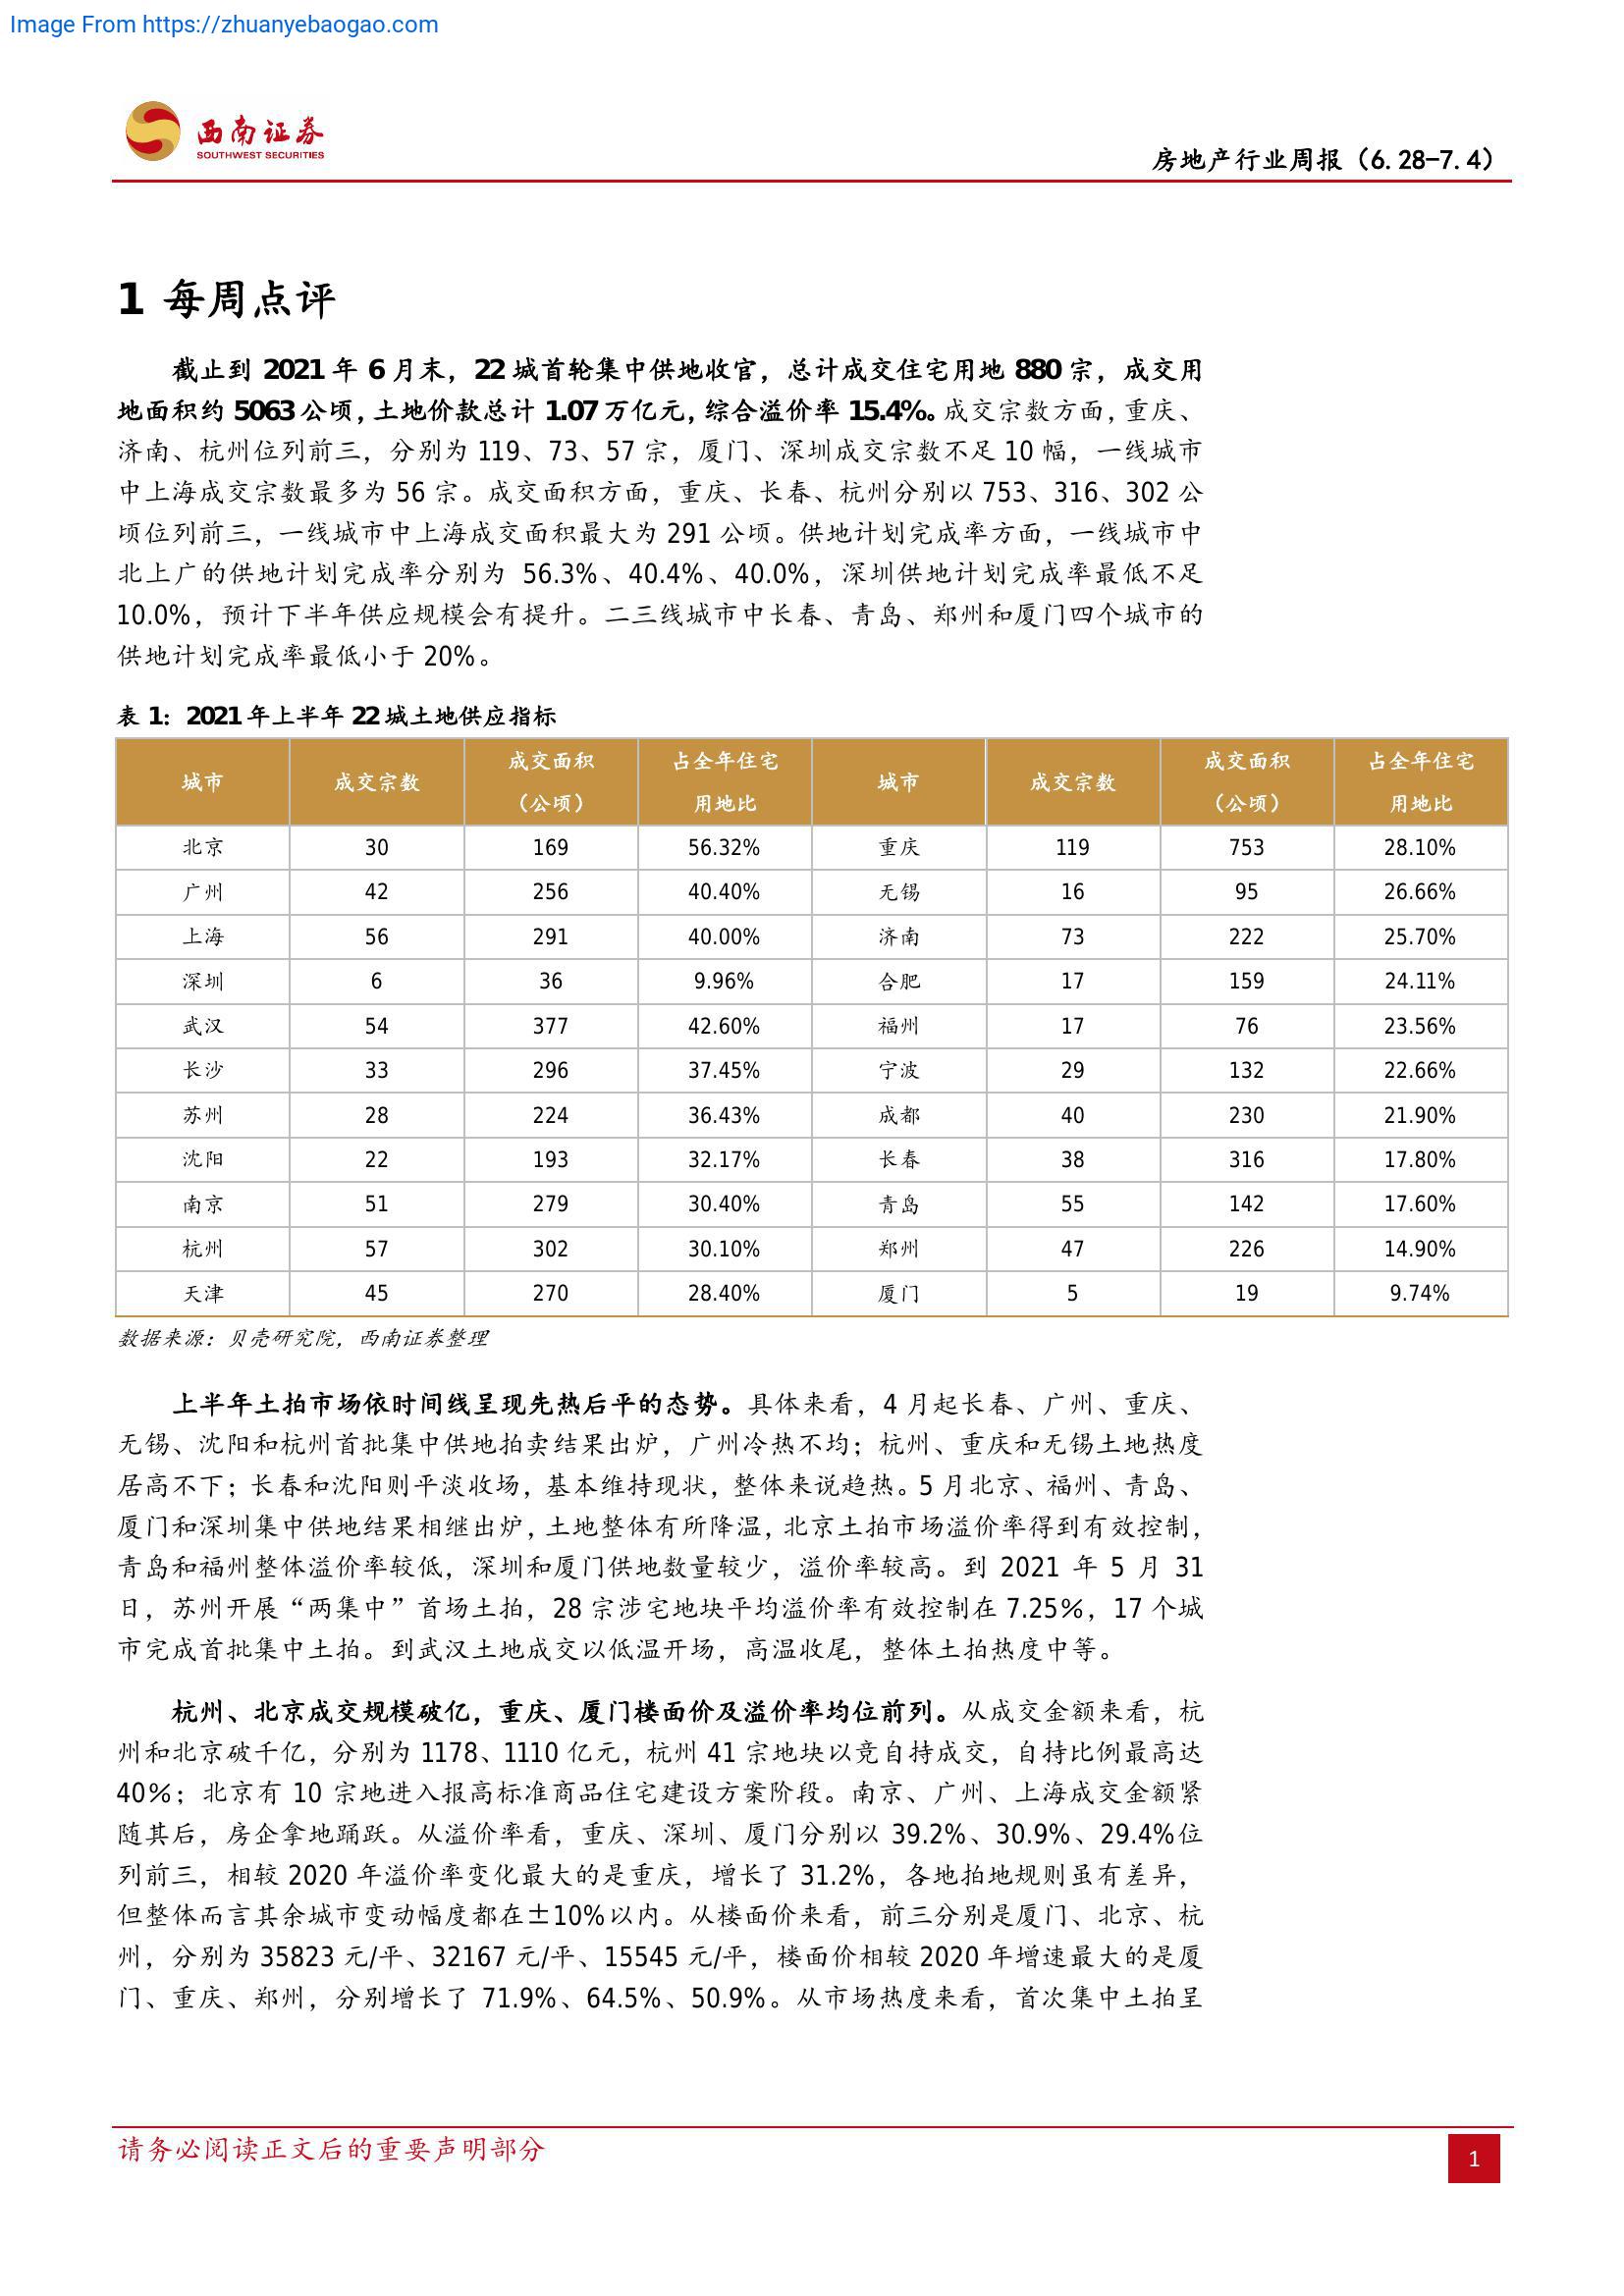 Image From https://zhuanyebaogao.com
西南证券
SOUTHWEST SECURITIES
房地产行业周报（6.28-7.4）
1 每周点评
截止到 2021 年 6 月末，22 城首轮集中供地收官，总计成交住宅用地 880 宗，成交用
地面积约 5063 公顷，土地价款总计 1.07 万亿元，综合溢价率 15.4%。成交宗数方面，重庆、
济南、杭州位列前三，分别为 119、73、57 宗，厦门、深圳成交宗数不足 10 幅，一线城市
中上海成交宗数最多为 56 宗。成交面积方面，重庆、长春、杭州分别以 753、316、302 公
顷位列前三，一线城市中上海成交面积最大为 291 公顷。供地计划完成率方面，一线城市中
北上广的供地计划完成率分别为 56.3%、40.4%、40.0%，深圳供地计划完成率最低不足
10.0%，预计下半年供应规模会有提升。二三线城市中长春、青岛、郑州和厦门四个城市的
供地计划完成率最低小于 20%。
表 1：2021 年上半年 22 城土地供应指标
城市 成交宗数 成交面积（公顷） 占全年住宅用地比 城市 成交宗数 成交面积（公顷） 占全年住宅用地比
北京 30 169 56.32% 重庆 119 753 28.10%
广州 42 256 40.40% 无锡 16 95 26.66%
上海 56 291 40.00% 济南 73 222 25.70%
深圳 6 36 9.96% 合肥 17 159 24.11%
武汉 54 377 42.60% 福州 17 76 23.56%
长沙 33 296 37.45% 宁波 29 132 22.66%
苏州 28 224 36.43% 成都 40 230 21.90%
沈阳 22 193 32.17% 长春 38 316 17.80%
南京 51 279 30.40% 青岛 55 142 17.60%
杭州 57 302 30.10% 郑州 47 226 14.90%
天津 45 270 28.40% 厦门 5 19 9.74%
数据来源：贝壳研究院，西南证券整理
上半年土拍市场依时间线呈现先热后平的态势。具体来看，4 月起长春、广州、重庆、
无锡、沈阳和杭州首批集中供地拍卖结果出炉，广州冷热不均；杭州、重庆和无锡土地热度
居高不下；长春和沈阳则平淡收场，基本维持现状，整体来说趋热。5 月北京、福州、青岛、
厦门和深圳集中供地结果相继出炉，土地整体有所降温，北京土拍市场溢价率得到有效控制，
青岛和福州整体溢价率较低，深圳和厦门供地数量较少，溢价率较高。到 2021 年 5 月 31
日，苏州开展“两集中”首场土拍，28 宗涉宅地块平均溢价率有效控制在 7.25%，17 个城
市完成首批集中土拍。到武汉土地成交以低温开场，高温收尾，整体土拍热度中等。
杭州、北京成交规模破亿，重庆、厦门楼面价及溢价率均位前列。从成交金额来看，杭
州和北京破千亿，分别为 1178、1110 亿元，杭州 41 宗地块以竞自持成交，自持比例最高达
40%；北京有 10 宗地进入报高标准商品住宅建设方案阶段。南京、广州、上海成交金额紧
随其后，房企拿地踊跃。从溢价率看，重庆、深圳、厦门分别以 39.2%、30.9%、29.4%位
列前三，相较 2020 年溢价率变化最大的是重庆，增长了 31.2%，各地拍地规则虽有差异，
但整体而言其余城市变动幅度都在±10%以内。从楼面价来看，前三分别是厦门、北京、杭
州，分别为 35823 元/平、32167 元/平、15545 元/平，楼面价相较 2020 年增速最大的是厦
门、重庆、郑州，分别增长了 71.9%、64.5%、50.9%。从市场热度来看，首次集中土拍呈
请务必阅读正文后的重要声明部分
1